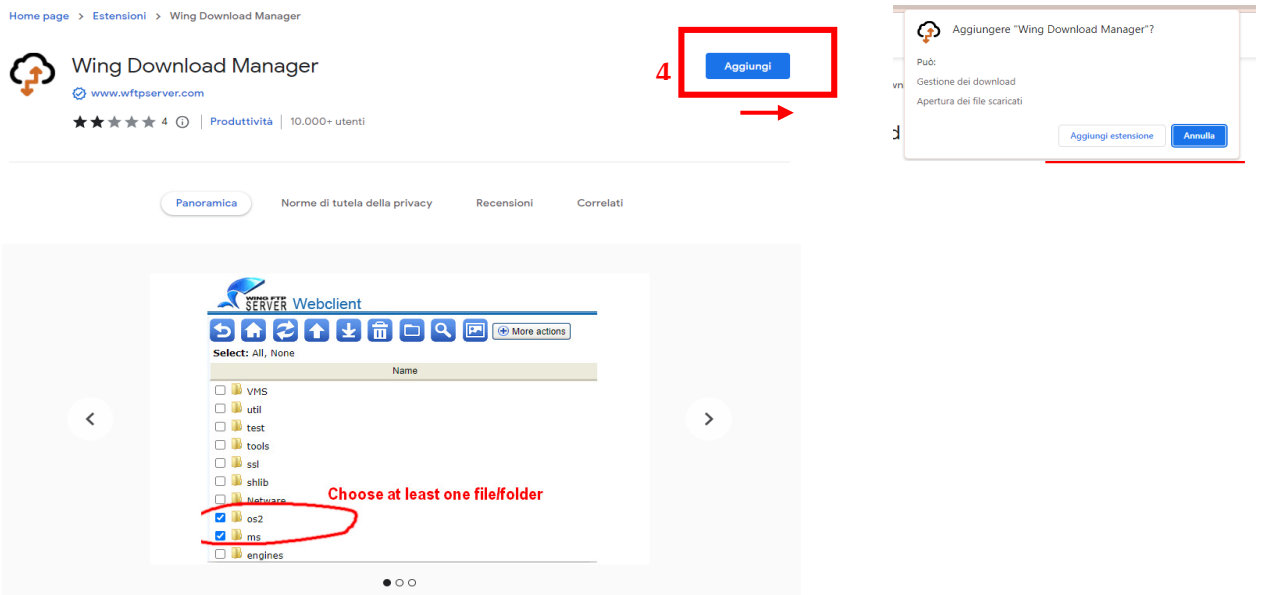 Home page > Estensioni > Wing Download Manager
Wing Download Manager
www.wftpserver.com
4 Produttività 10.000+ utenti
4
Aggiungi
Aggiungere "Wing Download Manager"?
Può:
Gestione dei download
Apertura dei file scaricati
Aggiungi estensione Annulla
Panoramica Norme di tutela della privacy Recensioni Correlati
WING FTP
SERVER Webclient
More actions
Select: All, None
Name
VMS
util
test
tools
ssl
shlib
Netware
Choose at least one file/folder
os2
ms
engines